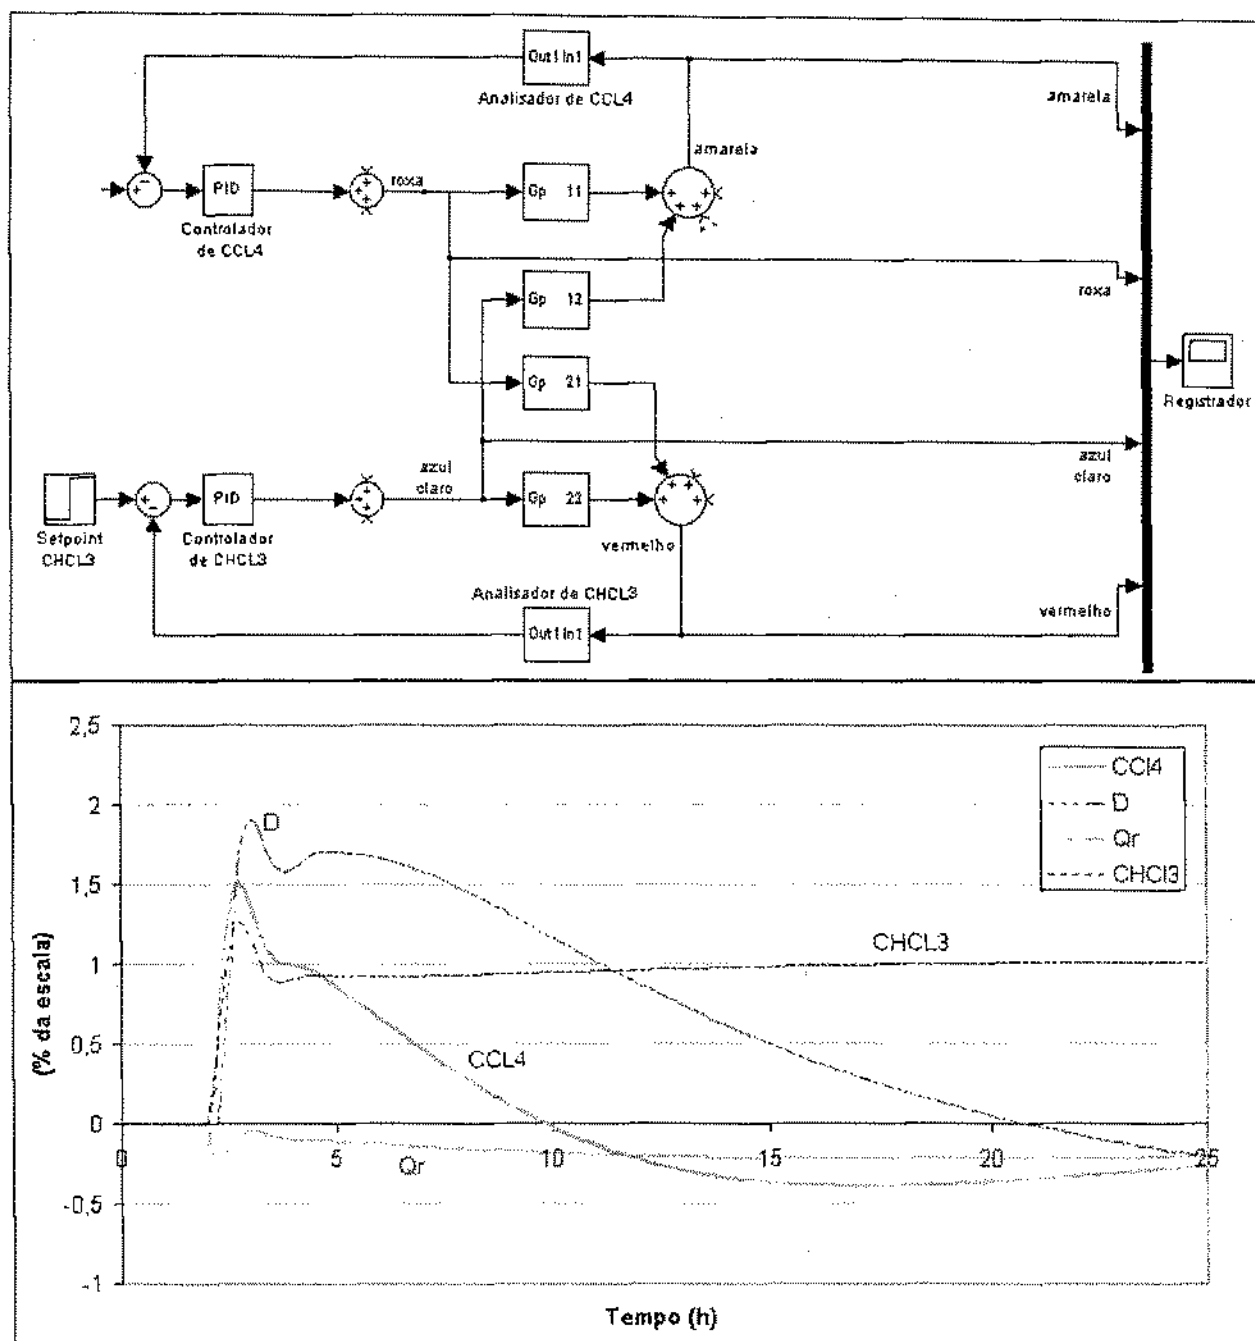 Out1 In1
Analisador de CCL4
amarela
amarela
roxa
PID
Controlador
de CCL4
Gp 11
roxa
Gp 12
Gp 21
Registrador
azul
claro
azul
claro
Setpoint
CHCL3
PID
Controlador
de CHCL3
Gp 22
vermelho
Analisador de CHCL3
Out1 In1
vermelho
2,5
2
1,5
1
0,5
0
-0,5
-1
(% da escala)
D
CHCL3
CCL4
Qr
CCl4
D
Qr
CHCl3
0
5
10
15
20
25
Tempo (h)